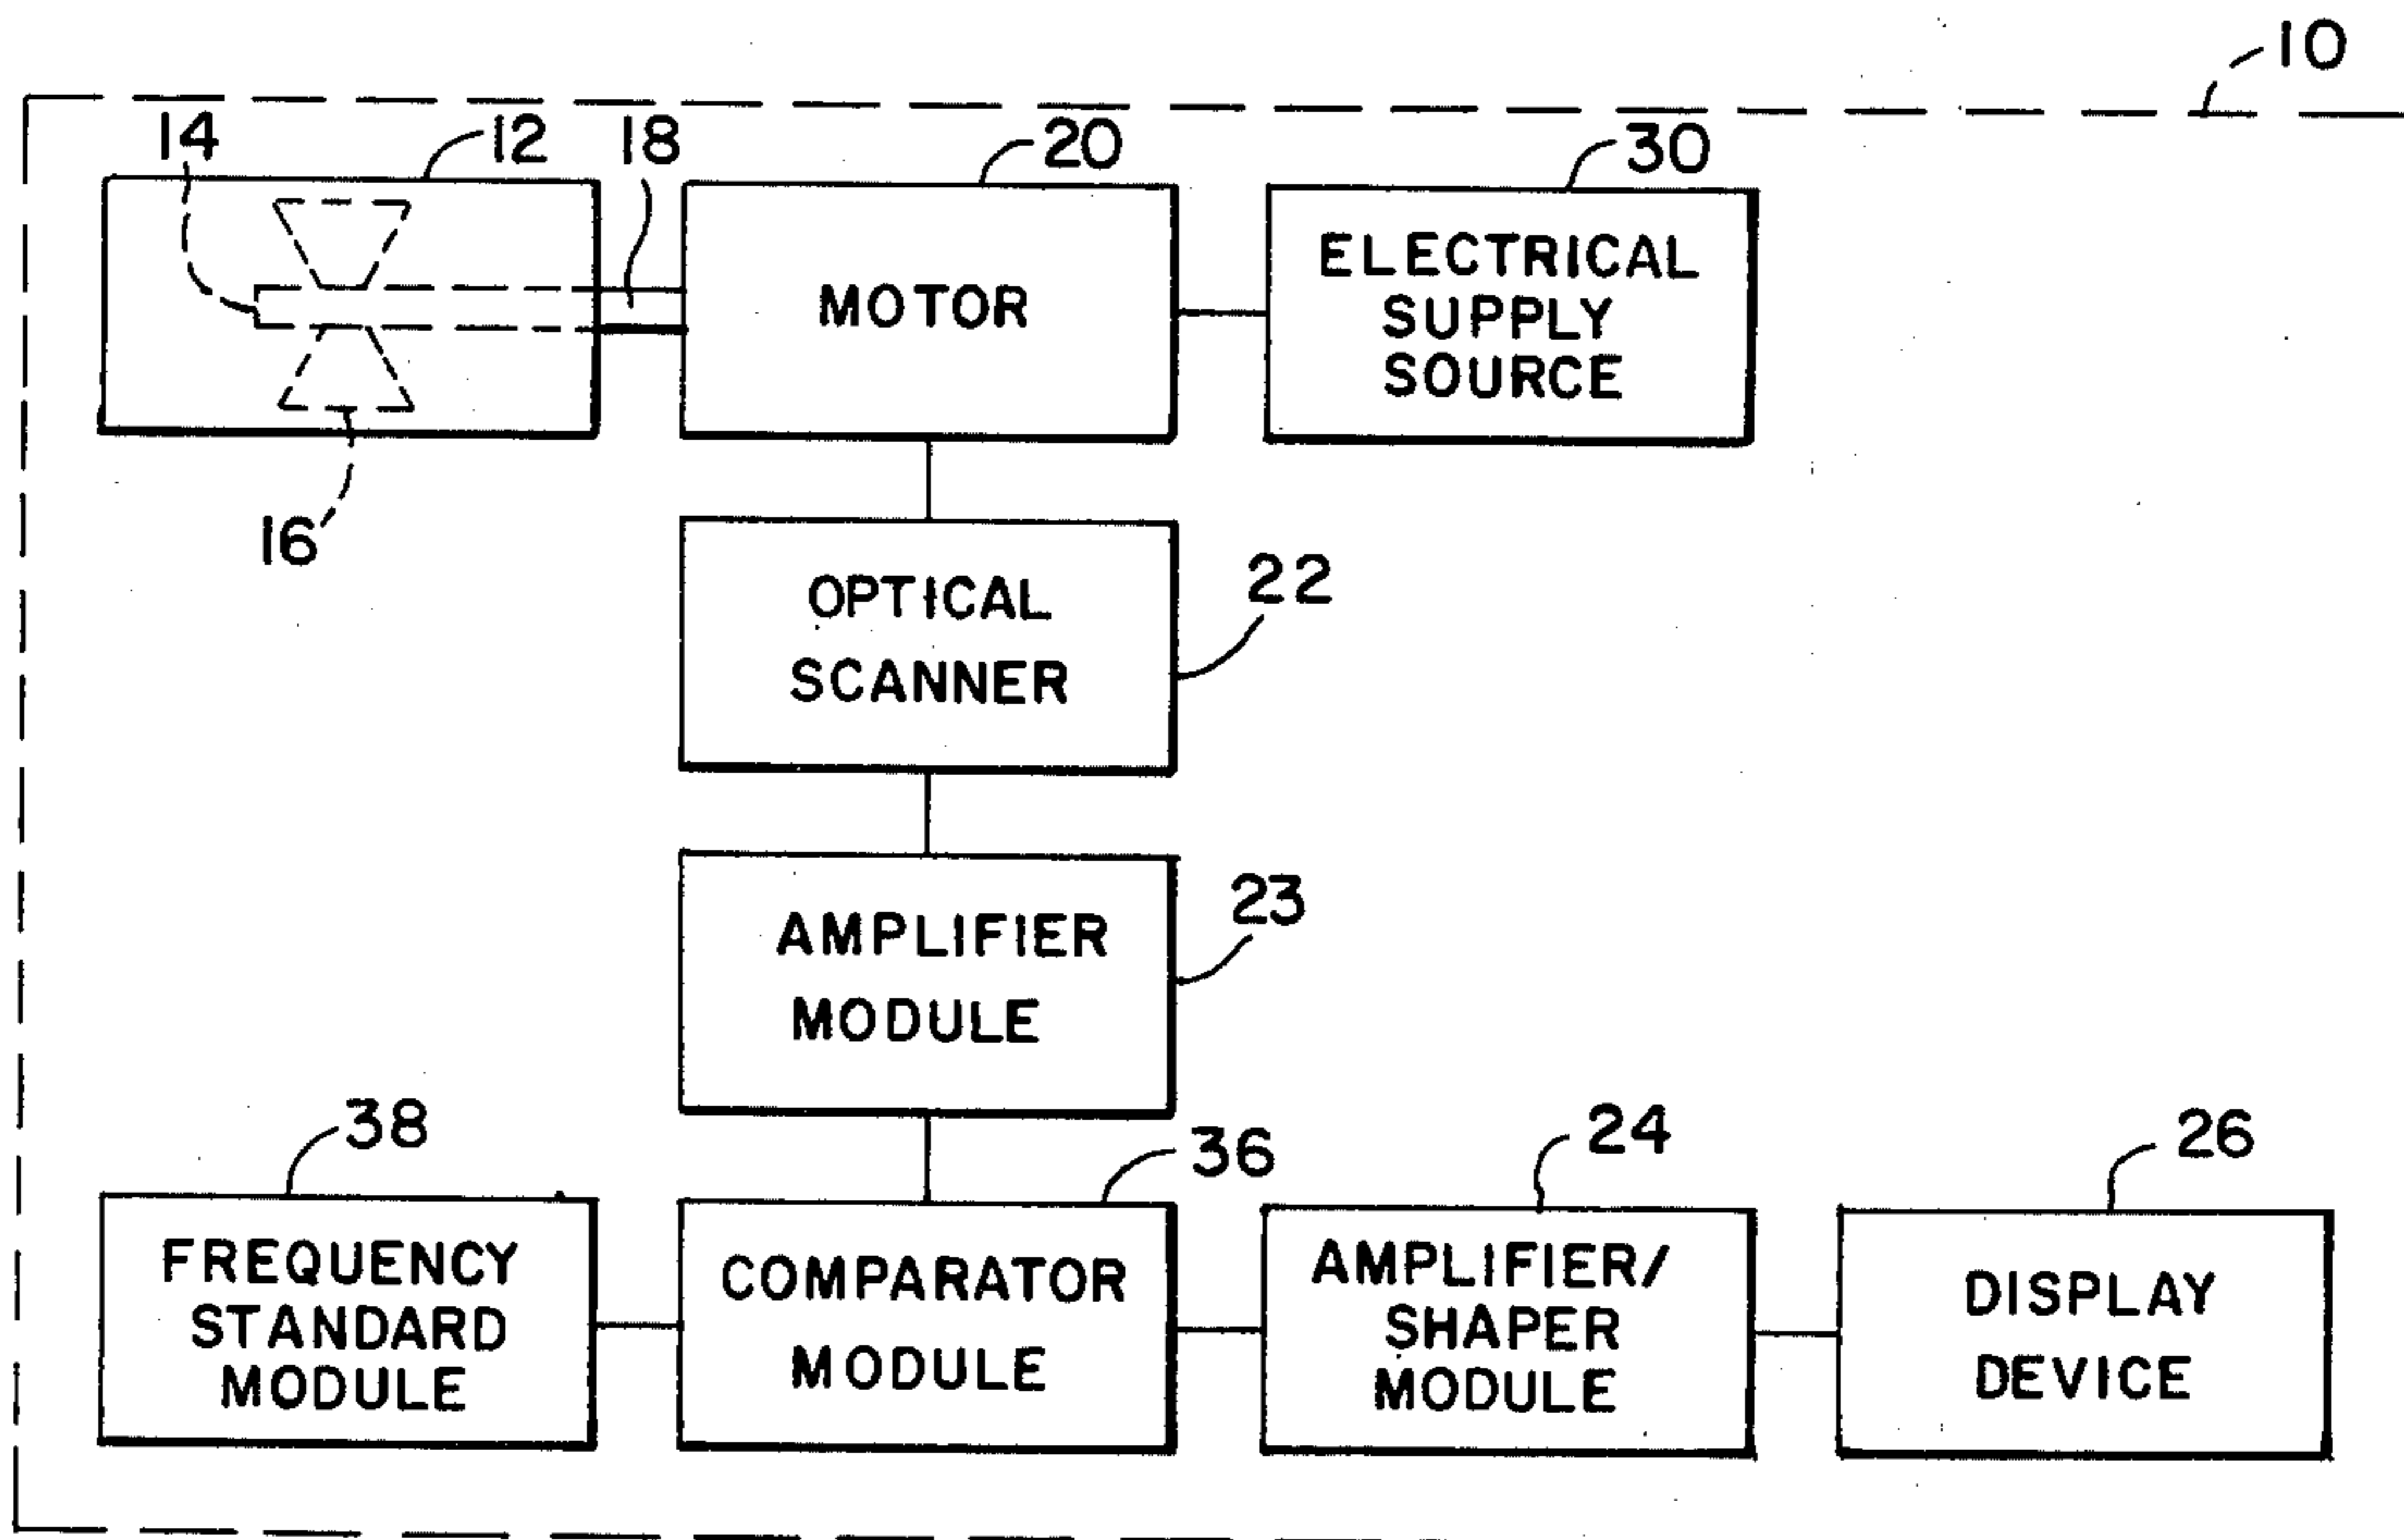 10
14
12
18
20
30
MOTOR
ELECTRICAL
SUPPLY
SOURCE
16
OPTICAL
SCANNER
22
AMPLIFIER
MODULE
23
38
36
24
26
FREQUENCY
STANDARD
MODULE
COMPARATOR
MODULE
AMPLIFIER/
SHAPER
MODULE
DISPLAY
DEVICE